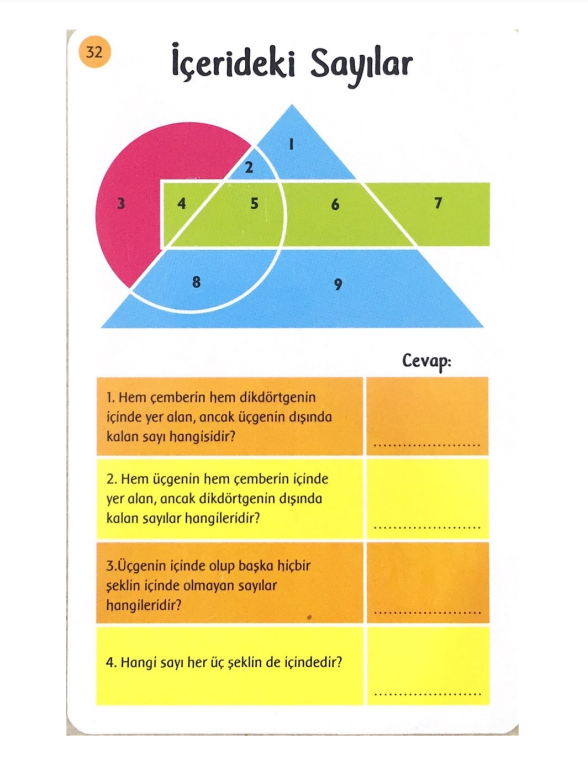 32
İçerideki Sayılar
1
2
3
4
5
6
7
8
9
Cevap:
1. Hem çemberin hem dikdörtgenin
içinde yer alan, ancak üçgenin dışında
kalan sayı hangisidir?
........................
2. Hem üçgenin hem çemberin içinde
yer alan, ancak dikdörtgenin dışında
kalan sayılar hangileridir?
........................
3.Üçgenin içinde olup başka hiçbir
şeklin içinde olmayan sayılar
hangileridir?
........................
4. Hangi sayı her üç şeklin de içindedir?
........................